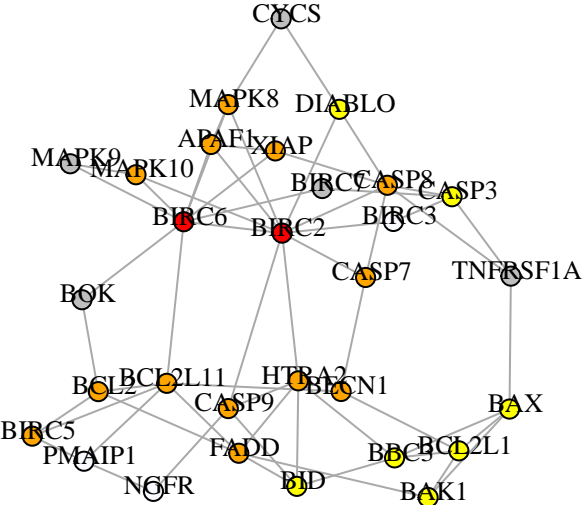 CYCS
MAPK8
DIABLO
APAF1
XIAP
MAPK9
MAPK10
BIRC7
CASP8
CASP3
BIRC6
BIRC2
BIRC3
CASP7
TNFRSF1A
BOK
BCL2
BCL2L11
HTRA2
BECN1
CASP9
BAX
BIRC5
PMAIP1
FADD
BBC3
BCL2L1
NGFR
BID
BAK1